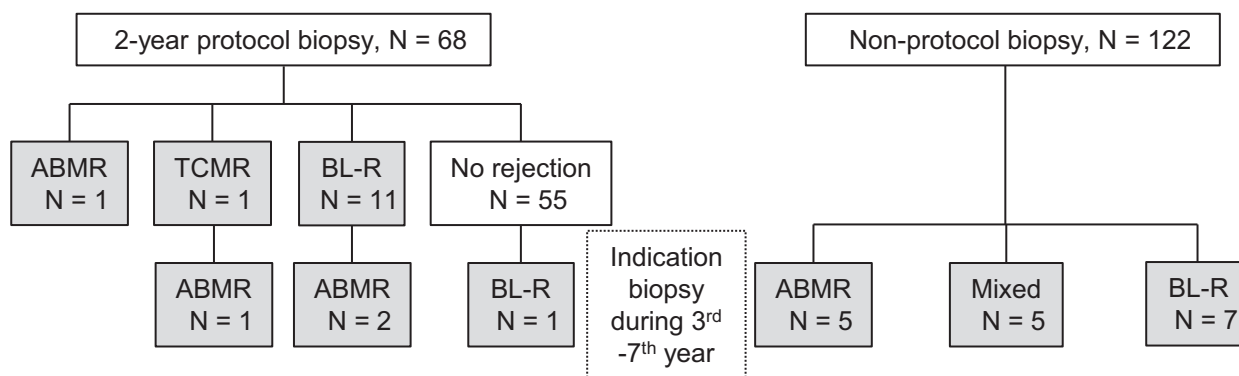 2-year protocol biopsy, N = 68
Non-protocol biopsy, N = 122
ABMR
N = 1
TCMR
N = 1
BL-R
N = 11
No rejection
N = 55
ABMR
N = 1
ABMR
N = 2
BL-R
N = 1
Indication
biopsy
during 3rd
-7th year
ABMR
N = 5
Mixed
N = 5
BL-R
N = 7